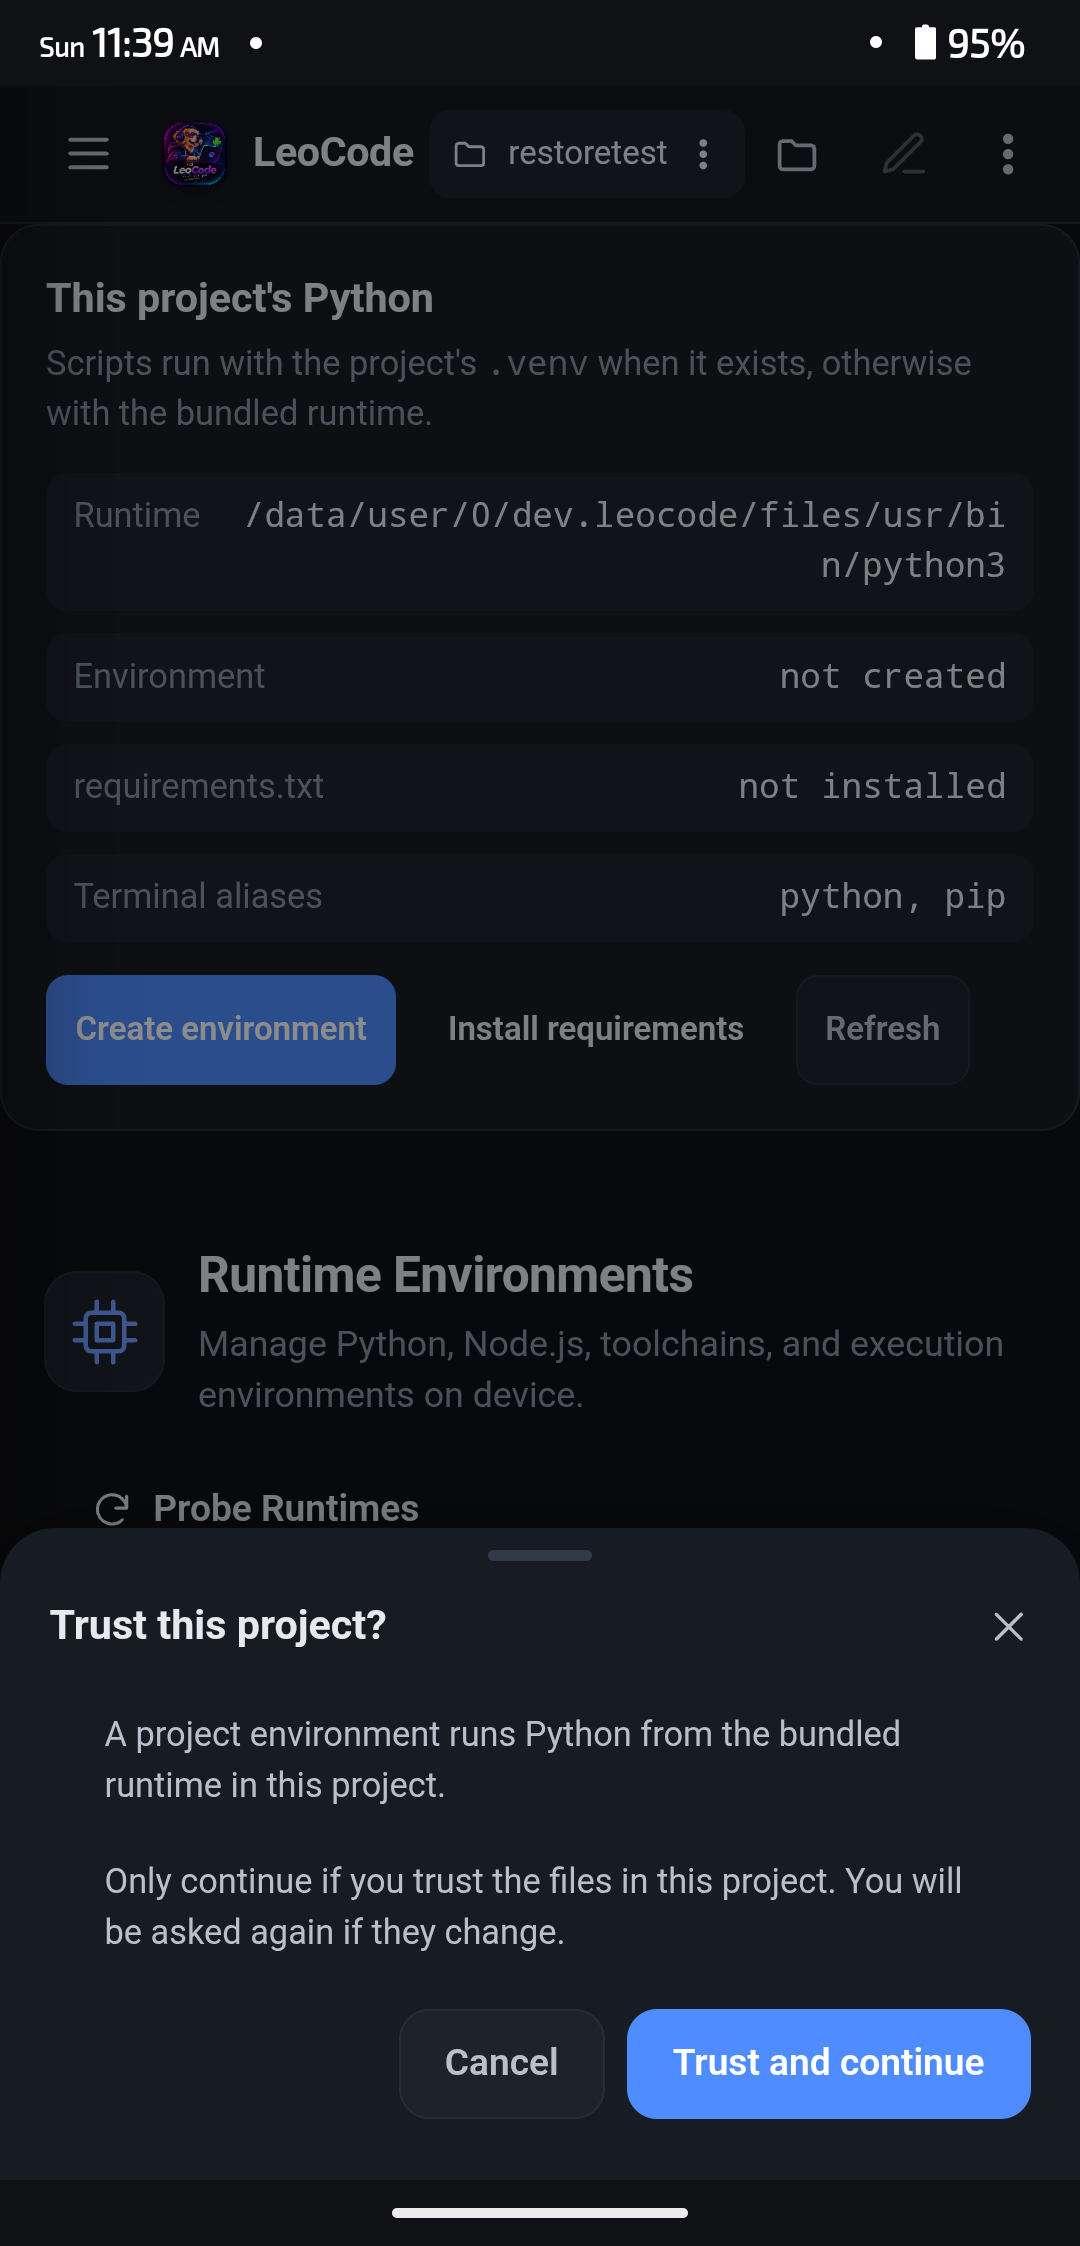 Sun 11:39 AM
95%
LeoCode
LeoCode
restoretest
This project's Python
Scripts run with the project's .venv when it exists, otherwise
with the bundled runtime.
Runtime
/data/user/0/dev.leocode/files/usr/bi
n/python3
Environment
not created
requirements.txt
not installed
Terminal aliases
python, pip
Create environment
Install requirements
Refresh
Runtime Environments
Manage Python, Node.js, toolchains, and execution
environments on device.
Probe Runtimes
Trust this project?
A project environment runs Python from the bundled
runtime in this project.
Only continue if you trust the files in this project. You will
be asked again if they change.
Cancel
Trust and continue